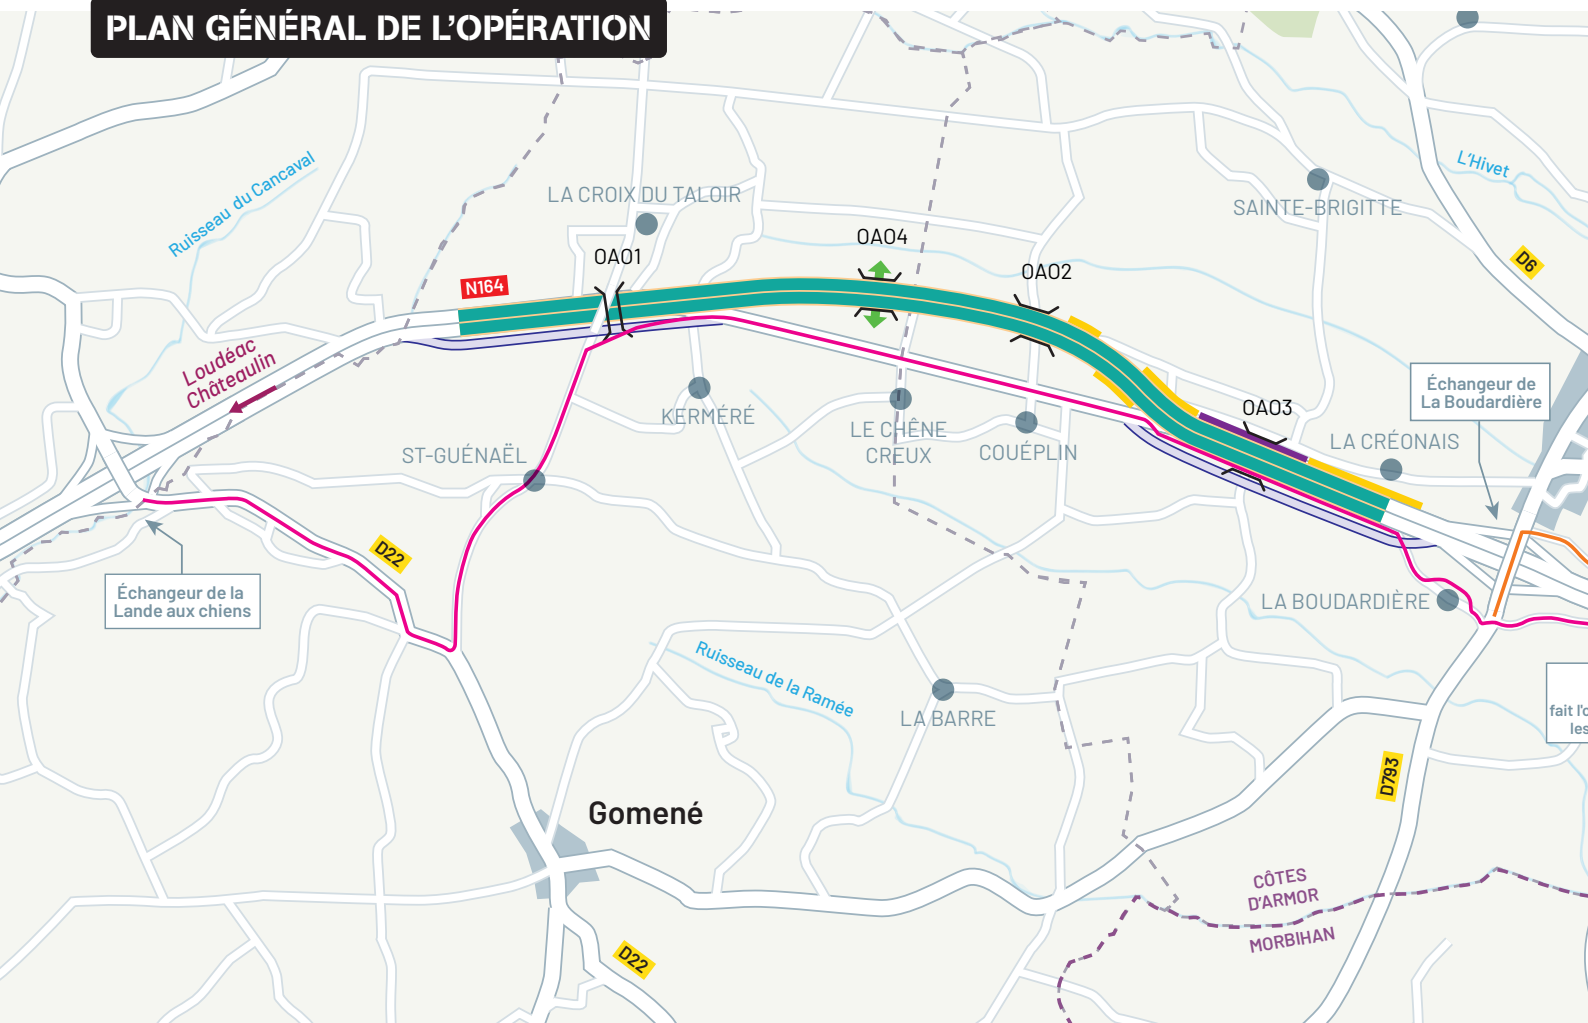 PLAN GÉNÉRAL DE L'OPÉRATION
Ruisseau du Cancaval
L'Hivet
LA CROIX DU TALOIR
SAINTE-BRIGITTE
OA01
OA04
OA02
D6
N164
Loudéac
Châteaulin
Échangeur de
La Boudardière
OA03
KERMÉRÉ
LE CHÊNE
CREUX
COUÉPLIN
LA CRÉONAIS
ST-GUÉNAËL
D22
Échangeur de la
Lande aux chiens
LA BOUDARDIÈRE
Ruisseau de la Ramée
LA BARRE
fait l'o
les
D793
Gomené
CÔTES
D'ARMOR
MORBIHAN
D22